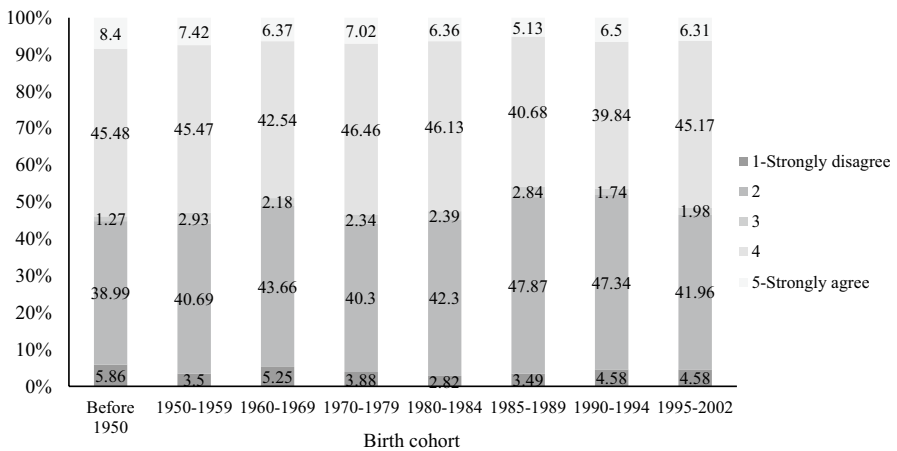 100%
90%
80%
70%
60%
50%
40%
30%
20%
10%
0%
8.4 7.42 6.37 7.02 6.36 5.13 6.5 6.31
45.48 45.47 42.54 46.46 46.13 40.68 39.84 45.17
1.27 2.93 2.18 2.34 2.39 2.84 1.74 1.98
38.99 40.69 43.66 40.3 42.3 47.87 47.34 41.96
5.86 3.5 5.25 3.88 2.82 3.49 4.58 4.58
Before 1950-1959 1960-1969 1970-1979 1980-1984 1985-1989 1990-1994 1995-2002
1950
Birth cohort
1-Strongly disagree
2
3
4
5-Strongly agree